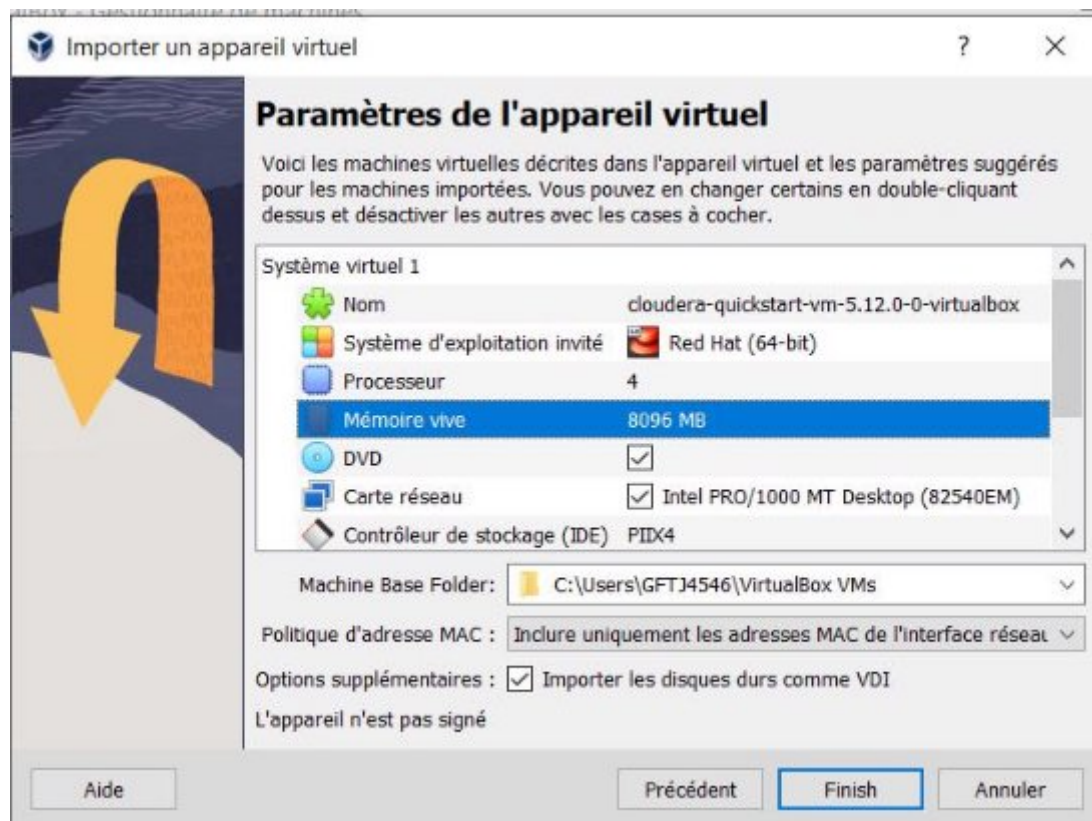 Importer un appareil virtuel
?
Paramètres de l'appareil virtuel
Voici les machines virtuelles décrites dans l'appareil virtuel et les paramètres suggérés
pour les machines importées. Vous pouvez en changer certains en double-cliquant
dessus et désactiver les autres avec les cases à cocher.
Système virtuel 1
Nom cloudera-quickstart-vm-5.12.0-0-virtualbox
Système d'exploitation invité Red Hat (64-bit)
Processeur 4
Mémoire vive 8096 MB
DVD
Carte réseau Intel PRO/1000 MT Desktop (82540EM)
Contrôleur de stockage (IDE) PIIX4
Machine Base Folder: C:\Users\GFTJ4546\VirtualBox VMs
Politique d'adresse MAC : Inclure uniquement les adresses MAC de l'interface
Options supplémentaires : Importer les disques durs comme VDI
L'appareil n'est pas signé
Aide Précédent Finish Annuler